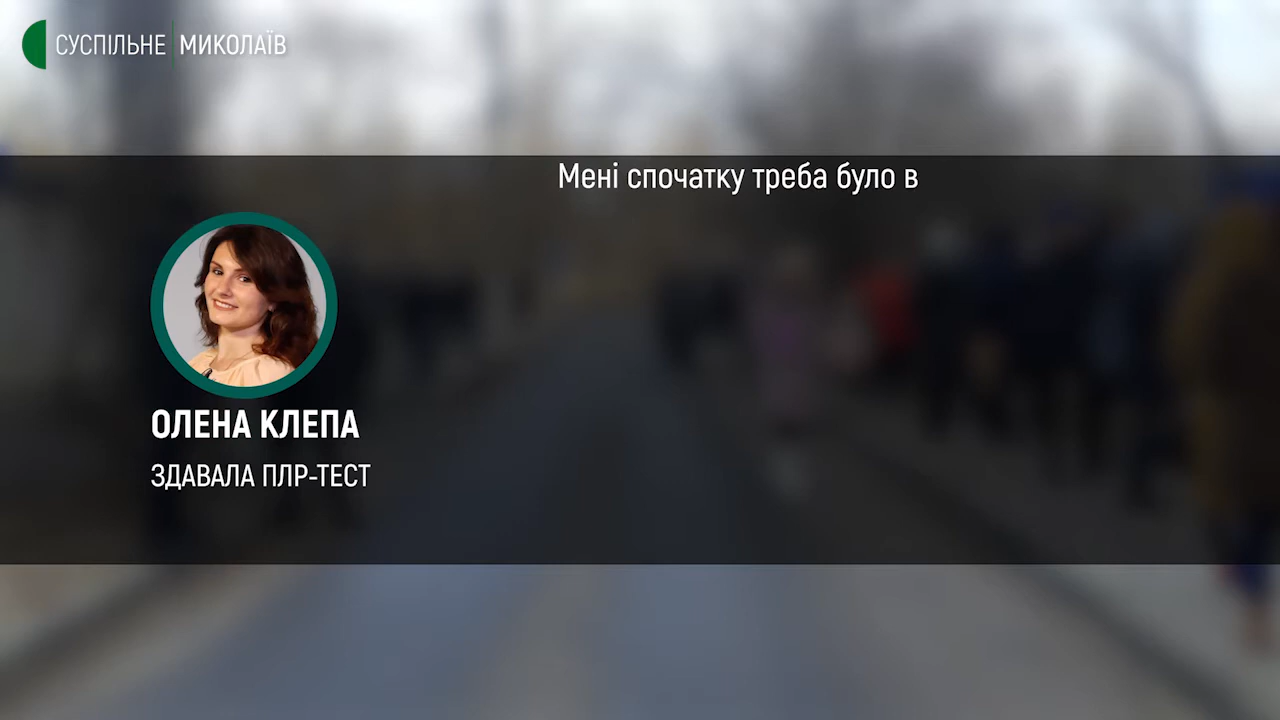 СУСПІЛЬНЕ МИКОЛАЇВ
Мені спочатку треба було в
ОЛЕНА КЛЕПА
ЗДАВАЛА ПЛР-ТЕСТ